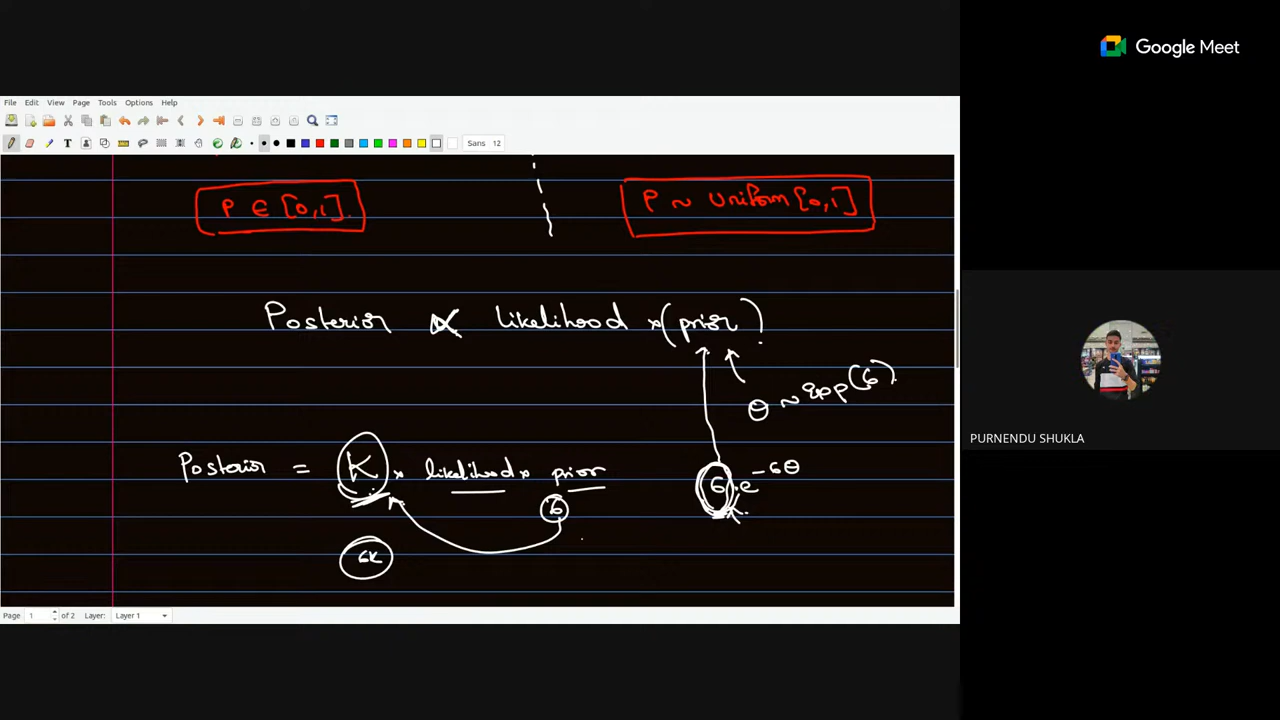 Google Meet
File Edit View Page Tools Options Help
Sans 12
P ∈ [0,1].
P ~ Uniform [0,1]
Posterior ∝ likelihood × (prior).
θ ~ Exp(6).
Posterior = K × likelihood × prior
6.e^-6θ
6
6K
PURNENDU SHUKLA
Page 1 of 2 Layer: Layer 1